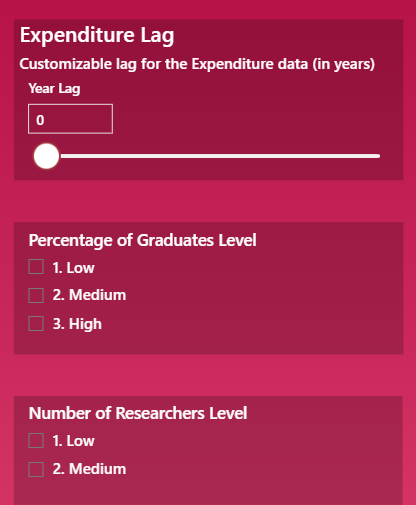 Expenditure Lag
Customizable lag for the Expenditure data (in years)
Year Lag
0
Percentage of Graduates Level
1. Low
2. Medium
3. High
Number of Researchers Level
1. Low
2. Medium